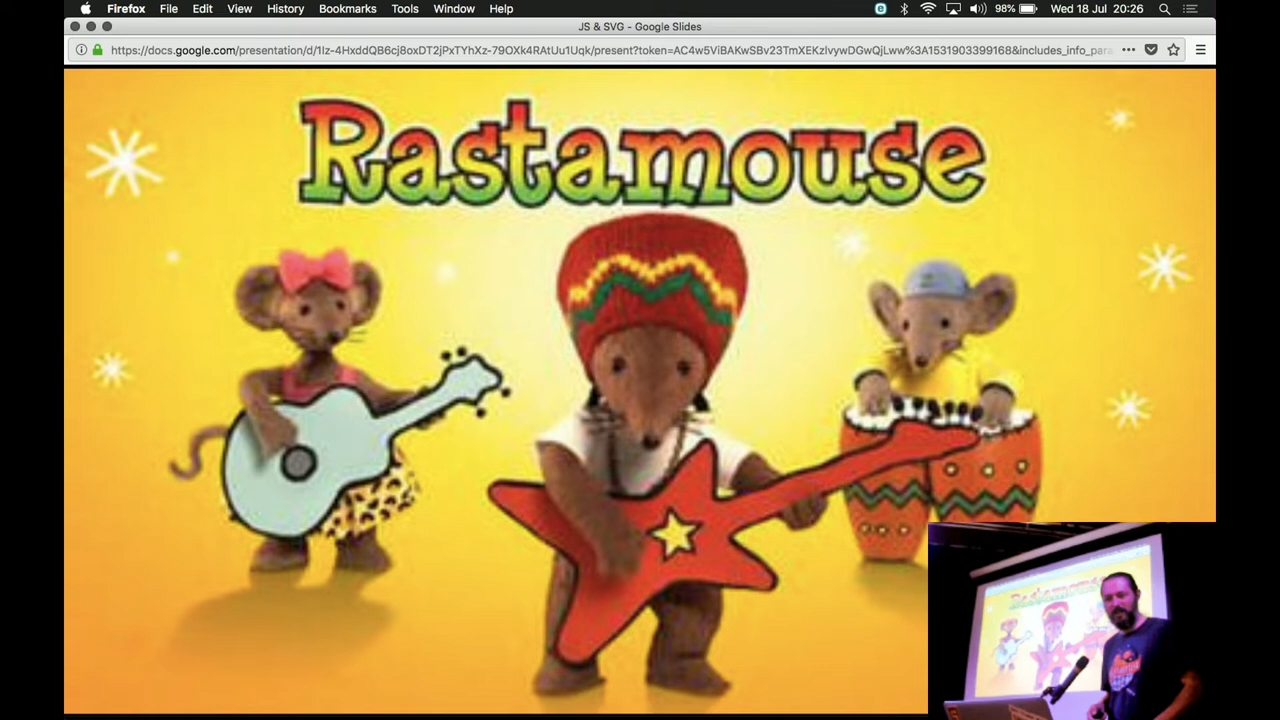 Firefox File Edit View History Bookmarks Tools Window Help 98% Wed 18 Jul 20:26
JS & SVG - Google Slides
https://docs.google.com/presentation/d/1Iz-4HxddQB6cj8oxDT2jPxTYhXz-79OXk4RAtUu1Uqk/present?token=AC4w5ViBAKwSBv23TmXEKzIvywDGwQjLww%3A1531903399168&includes_info_para
Rastamouse
Rastamouse